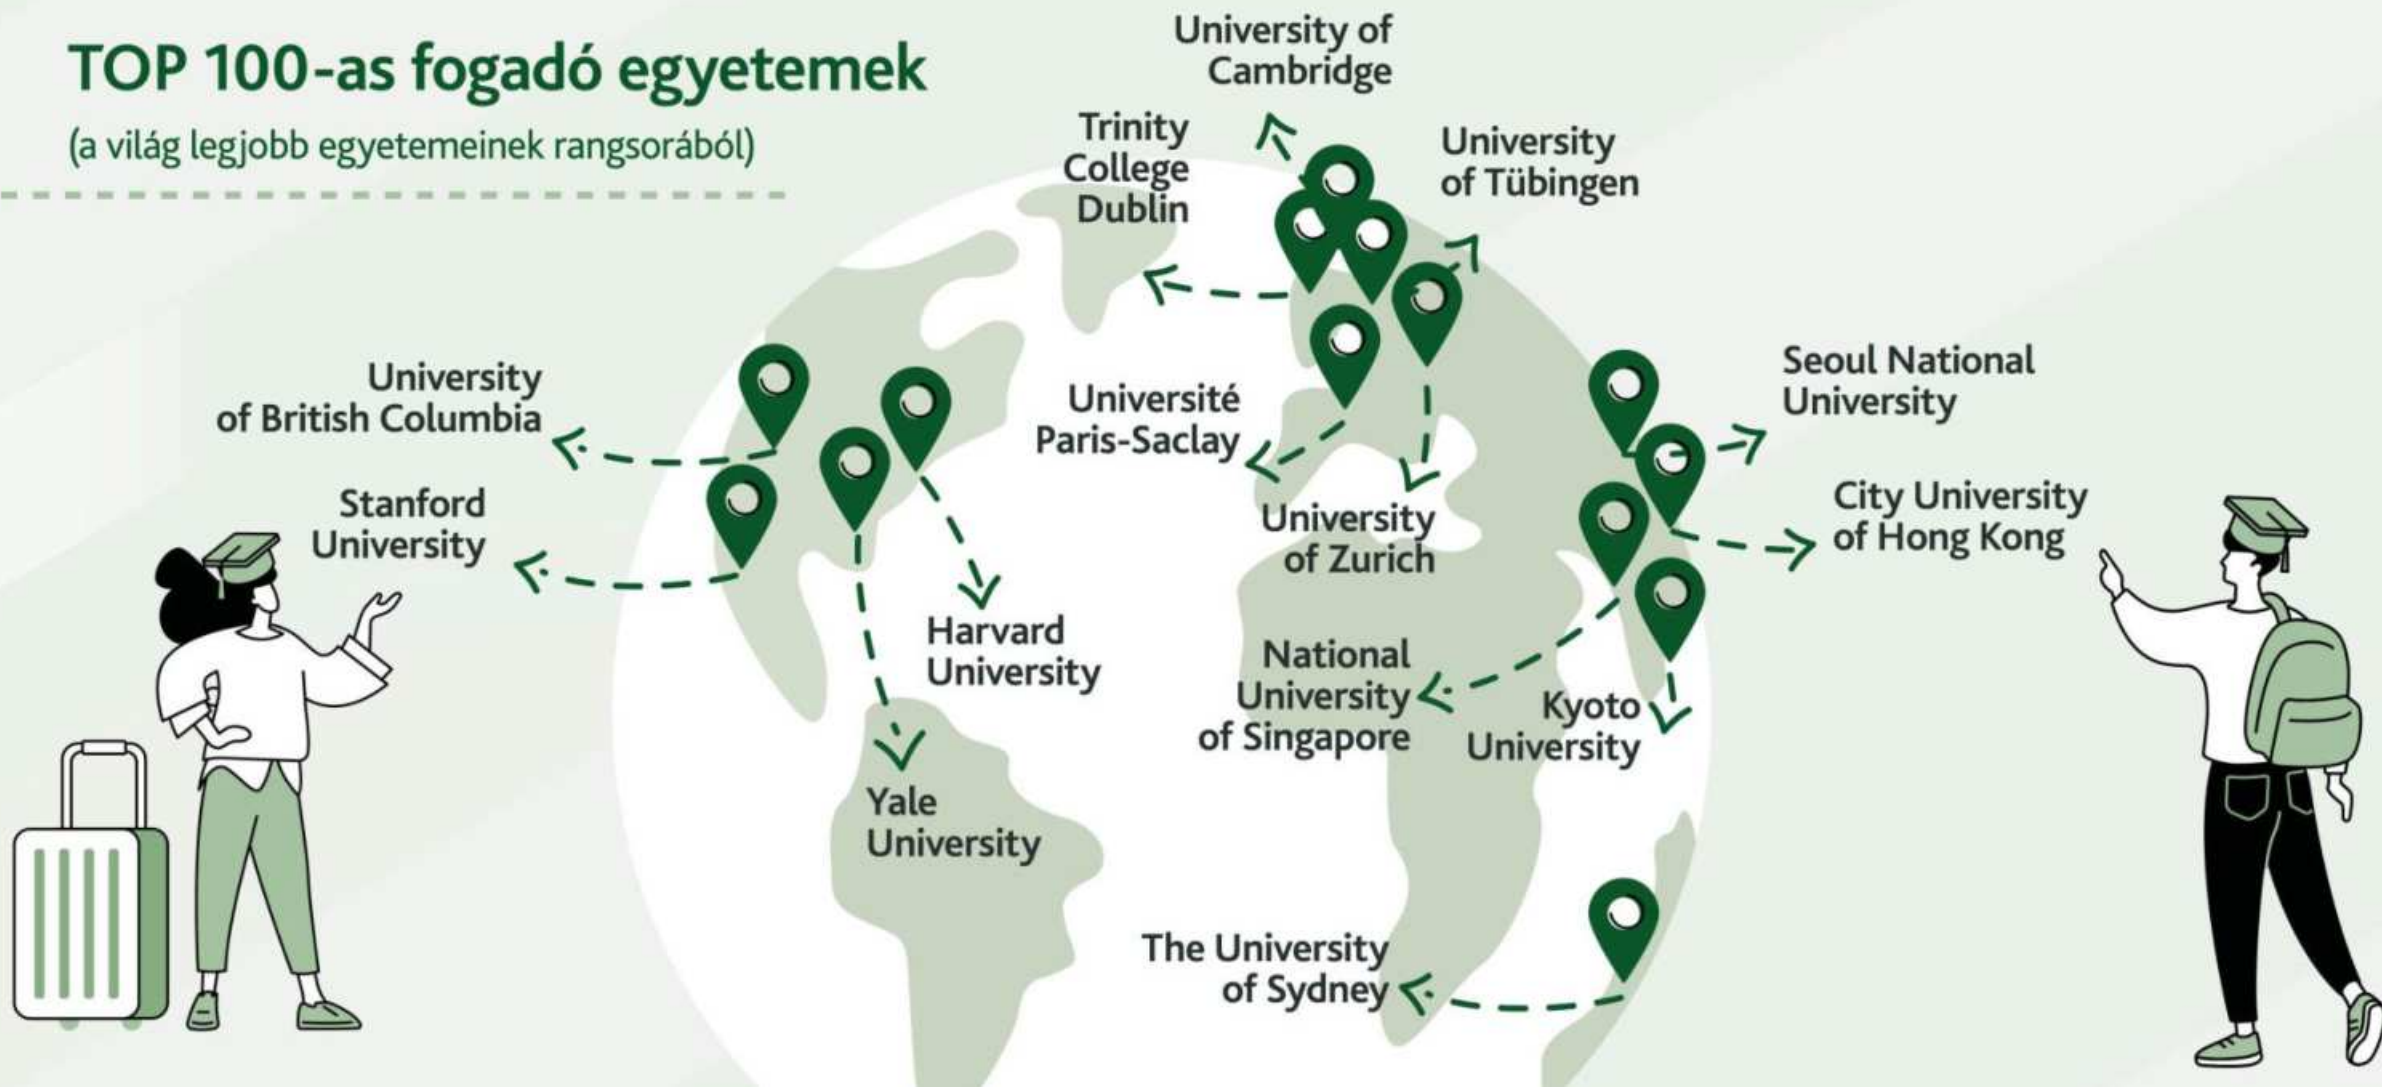 TOP 100-as fogadó egyetemek
(a világ legjobb egyetemeinek rangsorából)
University of
Cambridge
Trinity
College
Dublin
University
of Tübingen
University
of British Columbia
Stanford
University
Université
Paris-Saclay
University
of Zurich
Seoul National
University
City University
of Hong Kong
Harvard
University
National
University
of Singapore
Kyoto
University
Yale
University
The University
of Sydney